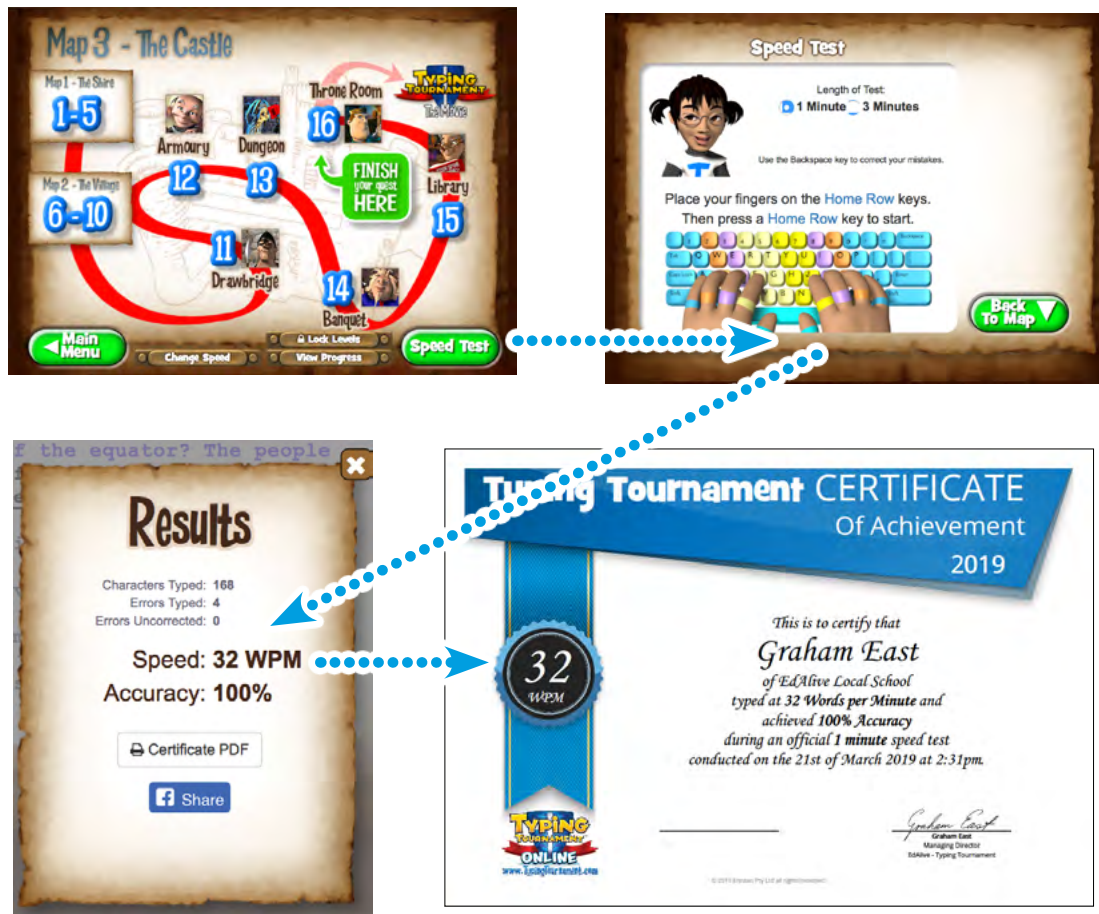 Map 3 - The Castle
Map 1 - The Shire
1-5
Map 2 - The Village
6-10
Armoury
12
Dungeon
13
Throne Room
16
TYPING
TOURNAMENT
The Movie
FINISH
your quest
HERE
Library
15
11
Drawbridge
14
Banquet
Main
Menu
Change Speed
Lock Levels
View Progress
Speed Test
Speed Test
Length of Test:
1 Minute 3 Minutes
Use the Backspace key to correct your mistakes.
Place your fingers on the Home Row keys.
Then press a Home Row key to start.
Back
To Map
f the equator? The people
Results
Characters Typed: 168
Errors Typed: 4
Errors Uncorrected: 0
Speed: 32 WPM
Accuracy: 100%
Certificate PDF
Share
Typing Tournament CERTIFICATE
Of Achievement
2019
32
WPM
This is to certify that
Graham East
of EdAlive Local School
typed at 32 Words per Minute and
achieved 100% Accuracy
during an official 1 minute speed test
conducted on the 21st of March 2019 at 2:31pm.
TYPING
TOURNAMENT
ONLINE
www.TypingTournament.com
Graham East
Graham East
Managing Director
EdAlive - Typing Tournament